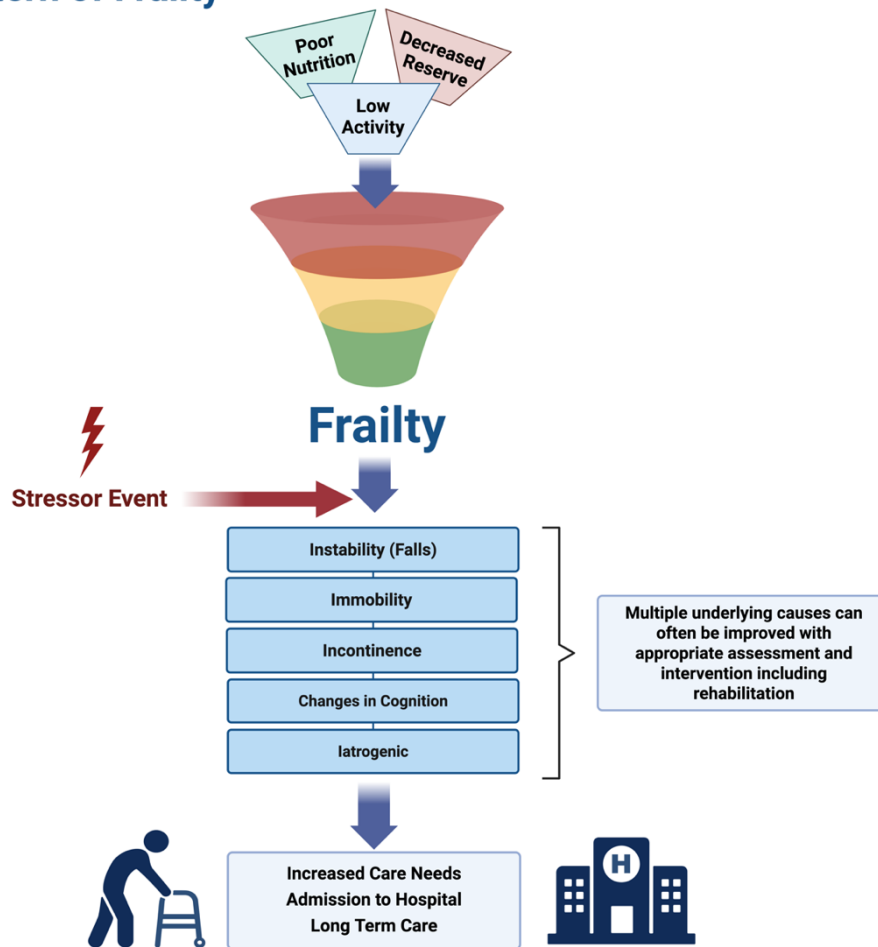 of Frailty
Poor
Nutrition
Decreased
Reserve
Low
Activity
Frailty
Stressor Event
Instability (Falls)
Immobility
Incontinence
Changes in Cognition
Iatrogenic
Multiple underlying causes can
often be improved with
appropriate assessment and
intervention including
rehabilitation
Increased Care Needs
Admission to Hospital
Long Term Care
H